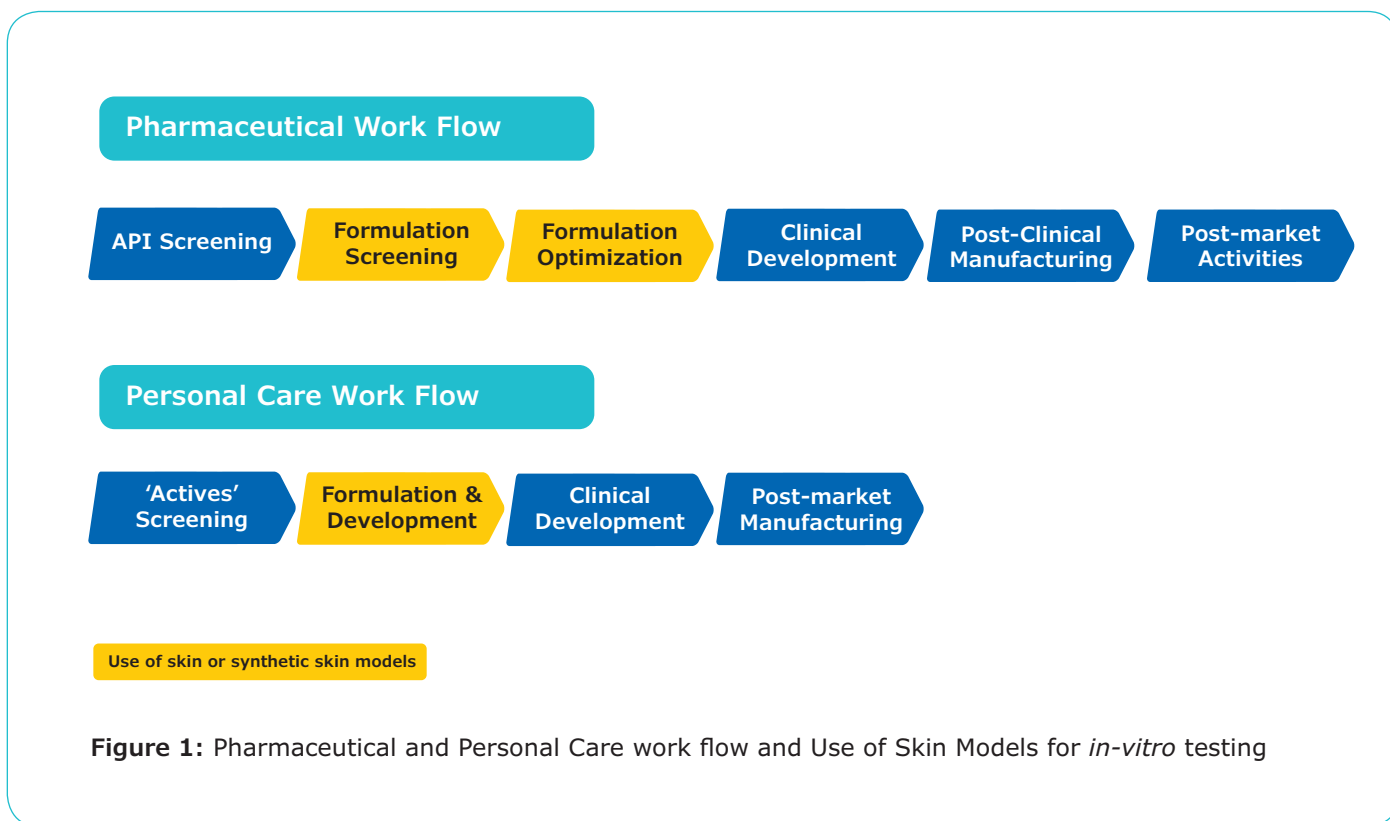 Pharmaceutical Work Flow
API Screening
Formulation
Screening
Formulation
Optimization
Clinical
Development
Post-Clinical
Manufacturing
Post-market
Activities
Personal Care Work Flow
‘Actives’
Screening
Formulation &
Development
Clinical
Development
Post-market
Manufacturing
Use of skin or synthetic skin models
Figure 1: Pharmaceutical and Personal Care work flow and Use of Skin Models for in-vitro testing